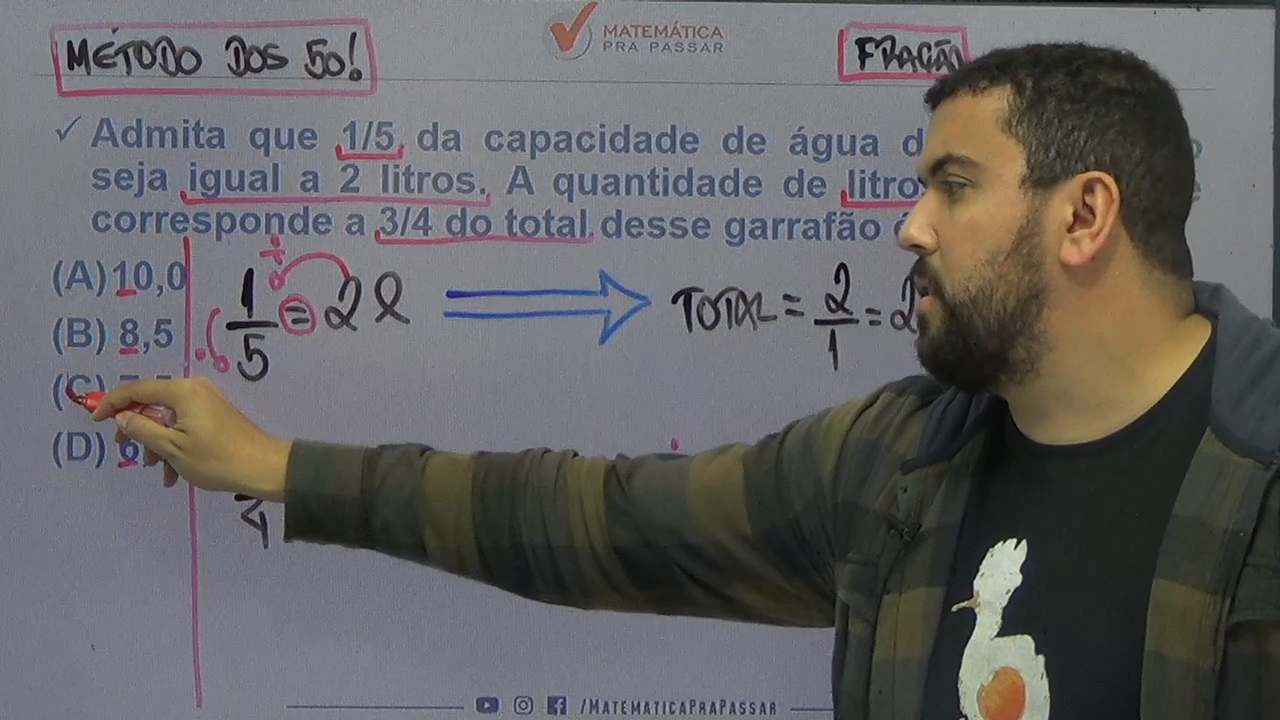 MÉTODO DOS 50!
MATEMÁTICA
PRA PASSAR
FRAÇÃO
✓ Admita que 1/5 da capacidade de água
seja igual a 2 litros. A quantidade de
corresponde a 3/4 do total desse garrafão
(A) 10,0
(B) 8,5
(C)
(D)
1/5 = 2 l
TOTAL = 2/1 = 2
4
/MATEMATICAPRAPASSAR